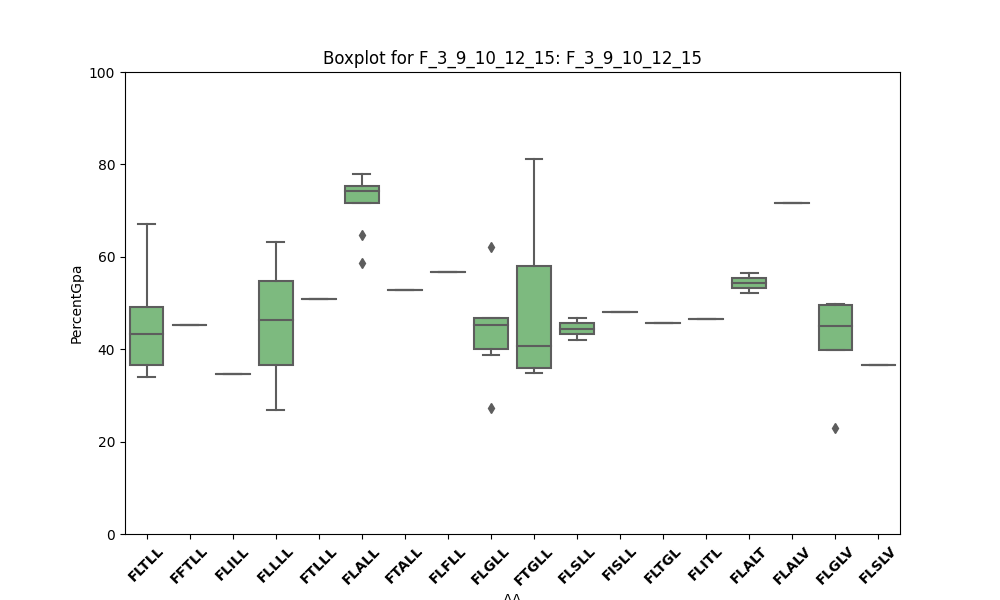 Boxplot for F_3_9_10_12_15: F_3_9_10_12_15
100
80
60
40
20
0
PercentGpa
FLTLL
FFTLL
FLILL
FLLLL
FTLLL
FLALL
FTALL
FLFLL
FLGLL
FTGLL
FLSLL
FISLL
FLTGL
FLITL
FLALT
FLALV
FLGLV
FLSLV
AA